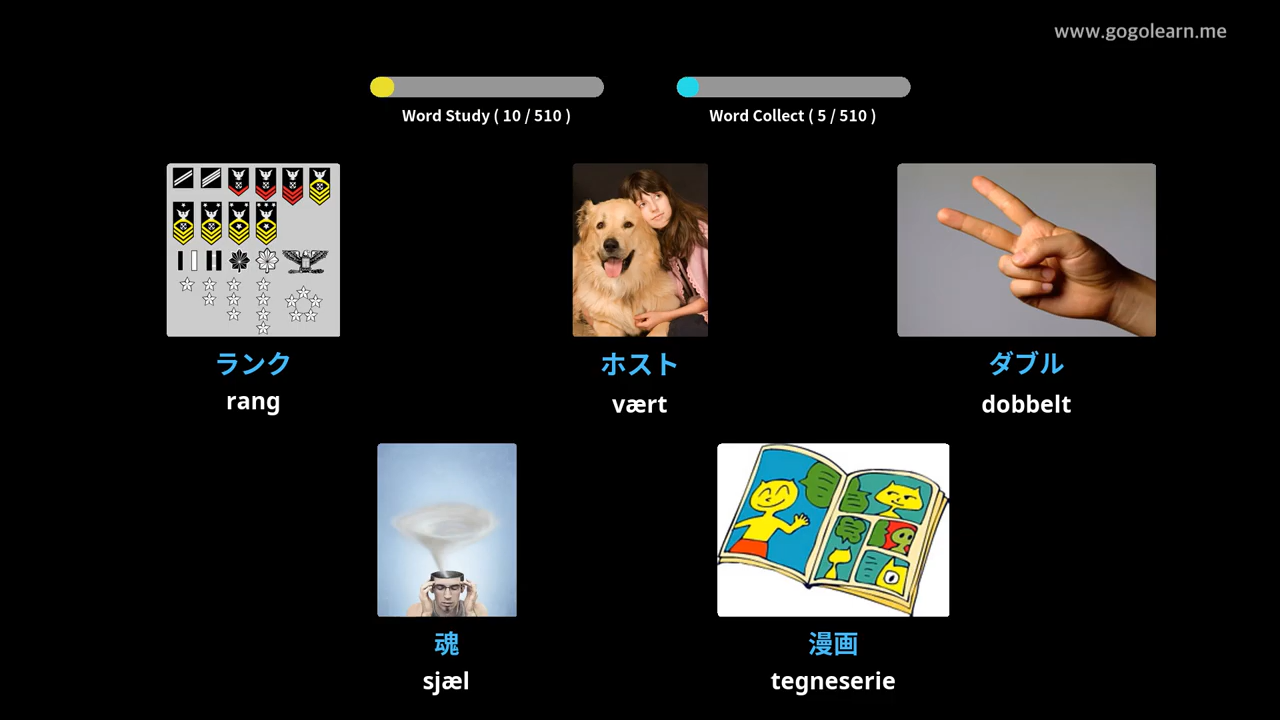 www.gogolearn.me
Word Study ( 10 / 510 )
Word Collect ( 5 / 510 )
ランク
rang
ホスト
vært
ダブル
dobbelt
魂
sjæl
漫画
tegneserie